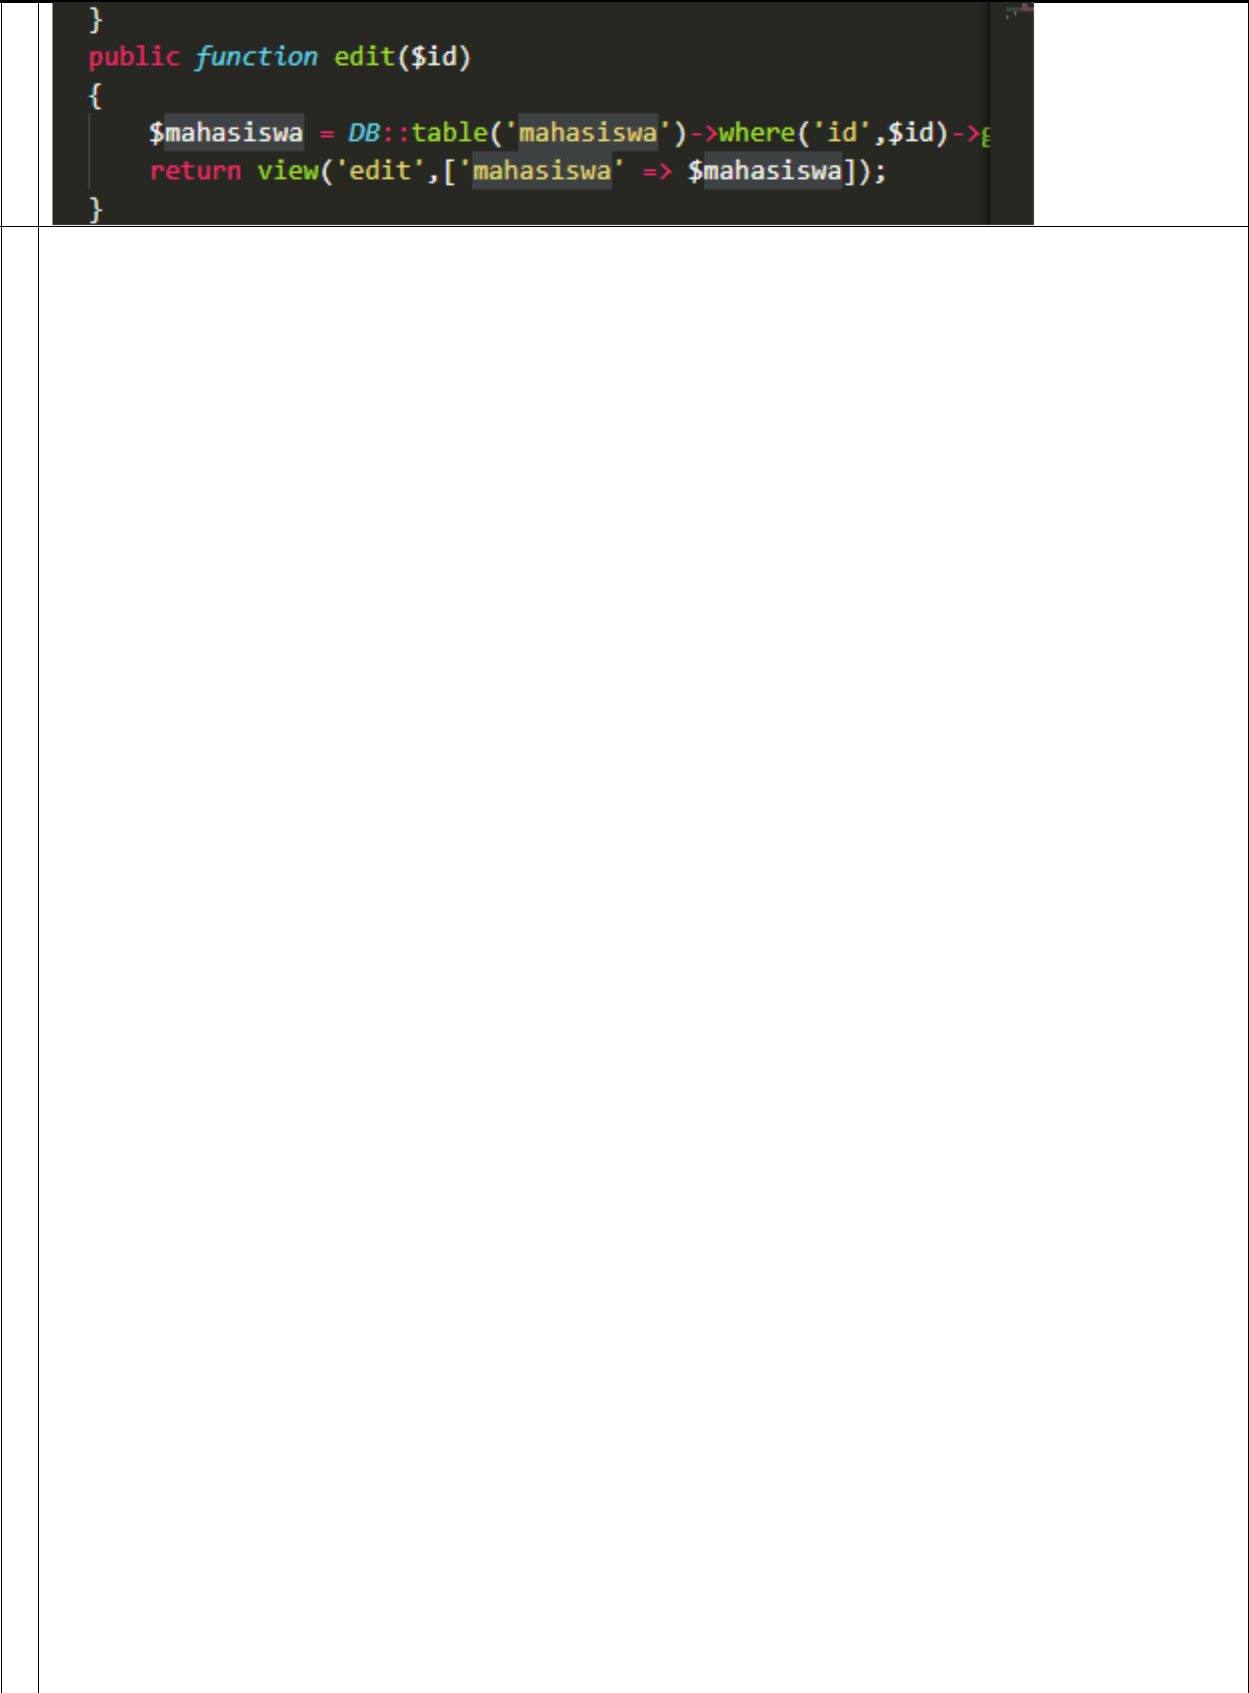 }
public function edit($id)
{
$mahasiswa = DB::table('mahasiswa')->where('id',$id)->
return view('edit',['mahasiswa' => $mahasiswa]);
}